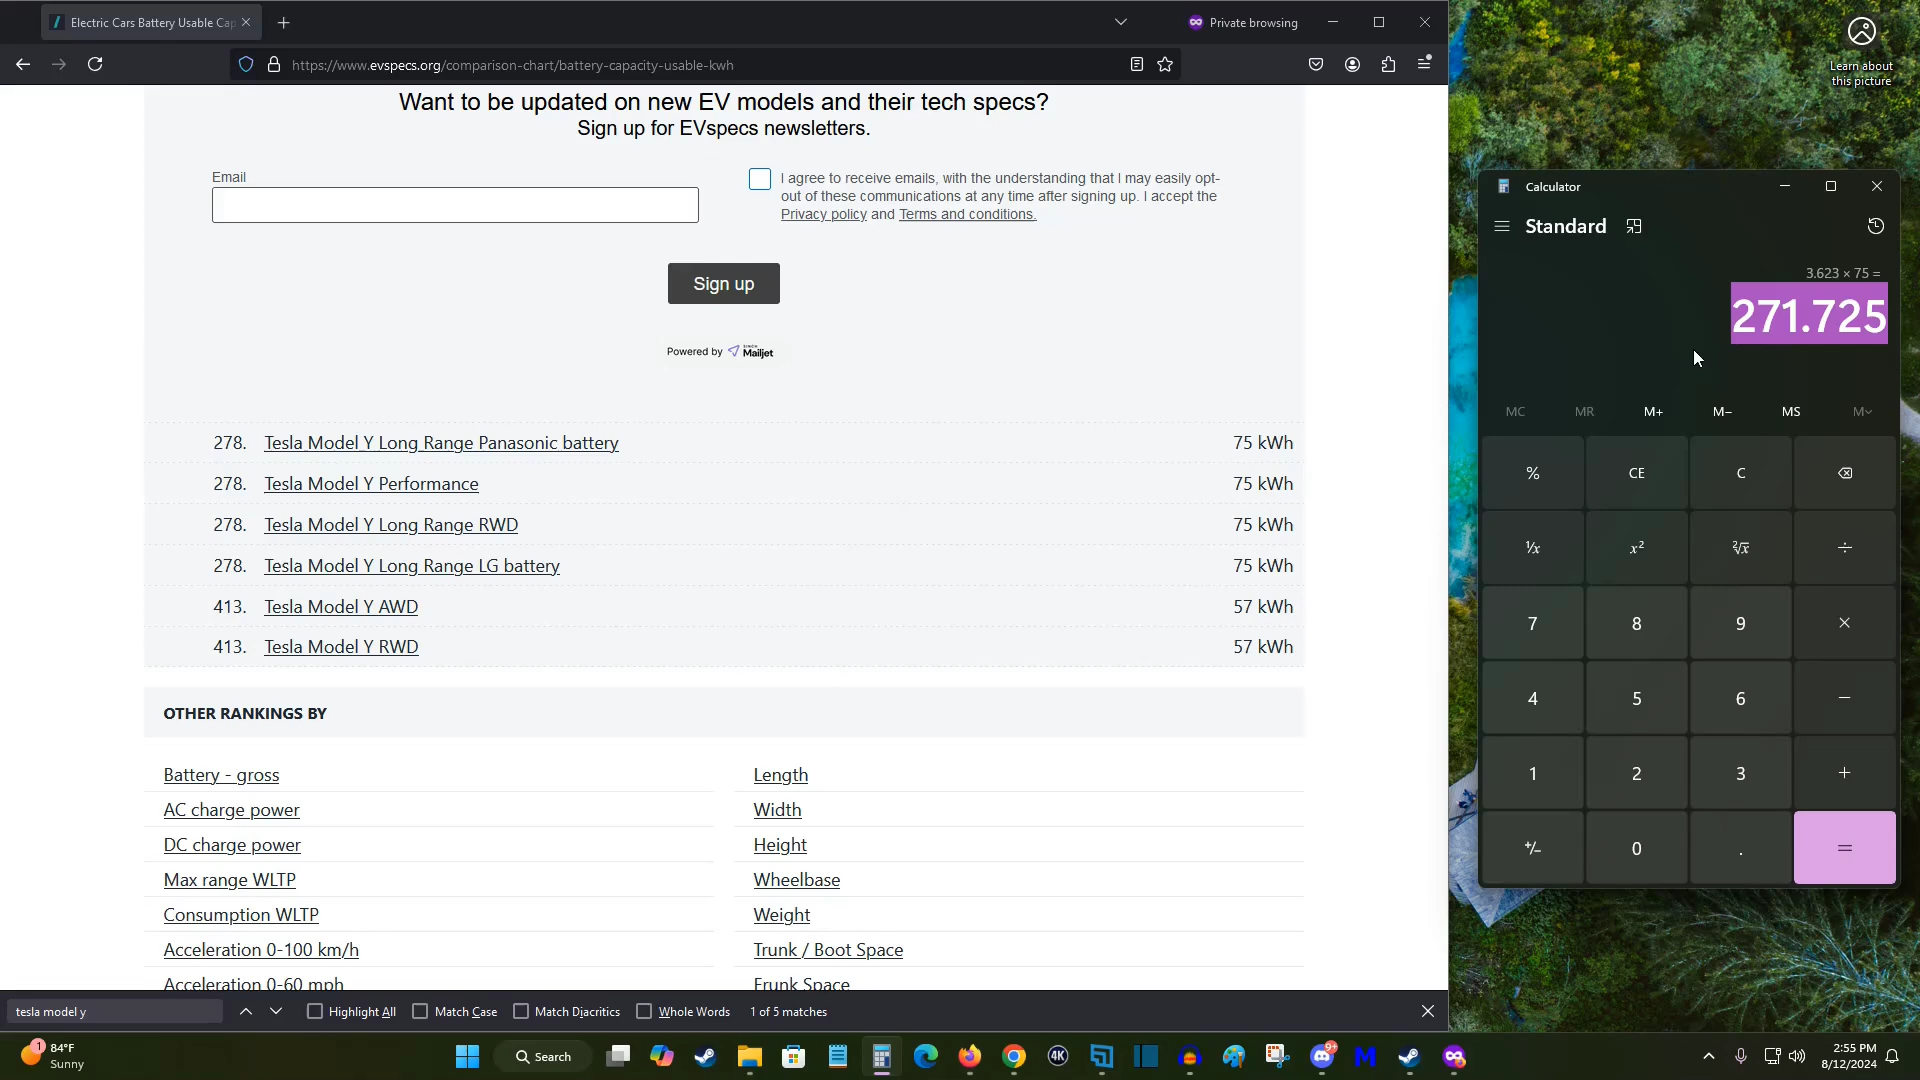 Electric Cars Battery Usable Cap
Private browsing
https://www.evspecs.org/comparison-chart/battery-capacity-usable-kwh
Learn about
this picture
Want to be updated on new EV models and their tech specs?
Sign up for EVspecs newsletters.
Email
I agree to receive emails, with the understanding that I may easily opt-
out of these communications at any time after signing up. I accept the
Privacy policy and Terms and conditions.
Sign up
Powered by SINCH Mailjet
278. Tesla Model Y Long Range Panasonic battery 75 kWh
278. Tesla Model Y Performance 75 kWh
278. Tesla Model Y Long Range RWD 75 kWh
278. Tesla Model Y Long Range LG battery 75 kWh
413. Tesla Model Y AWD 57 kWh
413. Tesla Model Y RWD 57 kWh
OTHER RANKINGS BY
Battery - gross
AC charge power
DC charge power
Max range WLTP
Consumption WLTP
Acceleration 0-100 km/h
Acceleration 0-60 mph
Length
Width
Height
Wheelbase
Weight
Trunk / Boot Space
Frunk Space
tesla model y
Highlight All
Match Case
Match Diacritics
Whole Words
1 of 5 matches
Calculator
Standard
3.623 × 75 =
271.725
MC MR M+ M− MS M
% CE C
1/x x² ²√x ÷
7 8 9 ×
4 5 6 −
1 2 3 +
+/− 0 . =
1
84°F
Sunny
Search
4K
9+
2:55 PM
8/12/2024